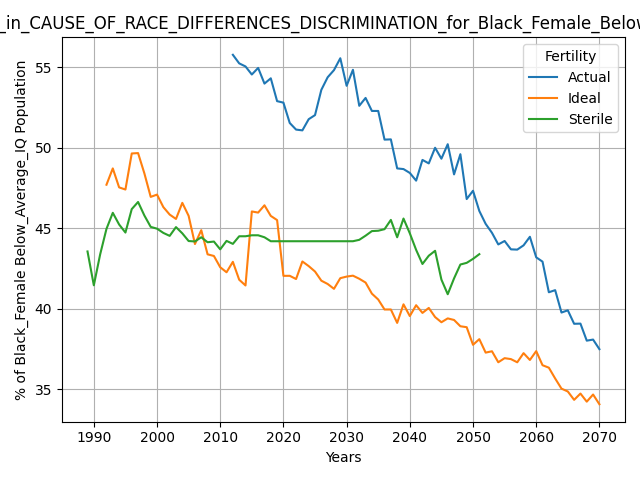 _in_CAUSE_OF_RACE_DIFFERENCES_DISCRIMINATION_for_Black_Female_Below
% of Black_Female Below_Average_IQ Population
Fertility
Actual
Ideal
Sterile
55
50
45
40
35
1990 2000 2010 2020 2030 2040 2050 2060 2070
Years